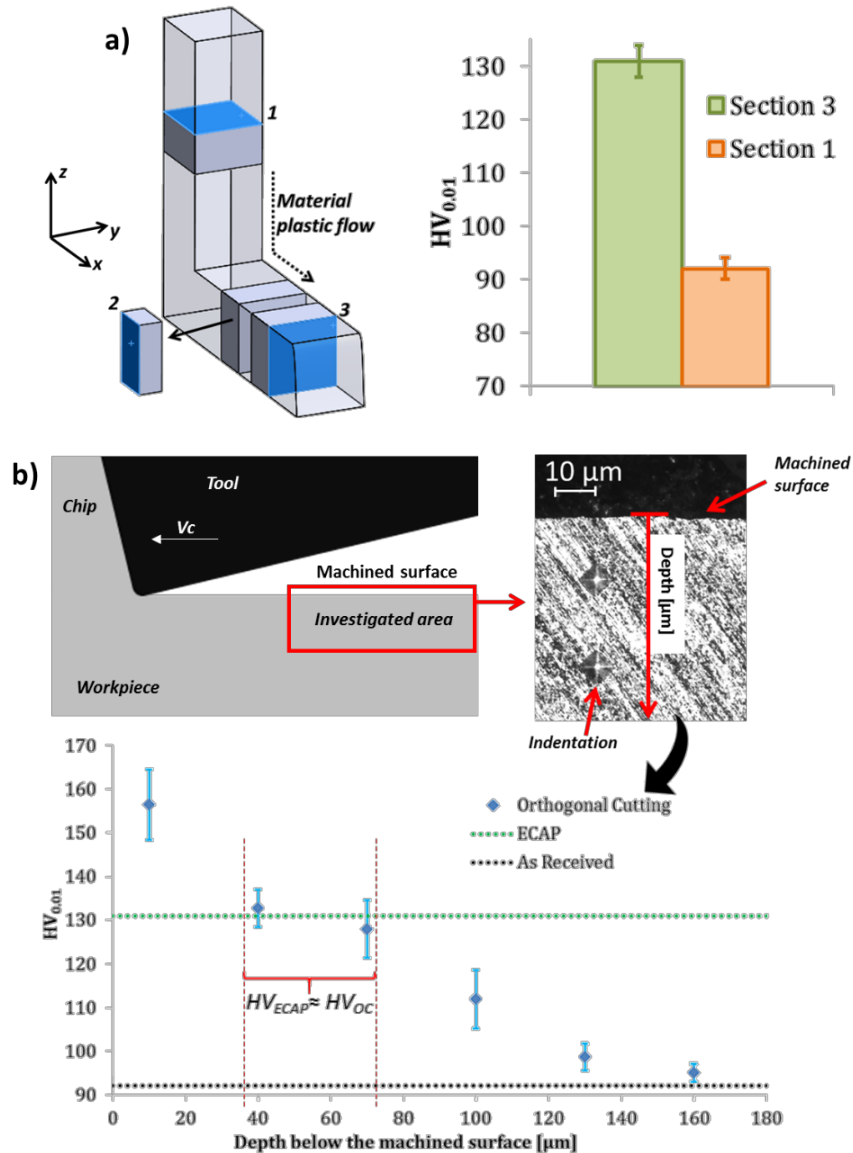 a)
1
z
y
x
Material
plastic flow
2
3
HV0.01
130
120
110
100
90
80
70
Section 3
Section 1
b)
Tool
Chip
Vc
Machined surface
Investigated area
Workpiece
10 µm
Machined
surface
Depth [µm]
Indentation
HV0.01
170
160
150
140
130
120
110
100
90
Orthogonal Cutting
ECAP
As Received
HVECAP≈ HVOC
0 20 40 60 80 100 120 140 160 180
Depth below the machined surface [µm]